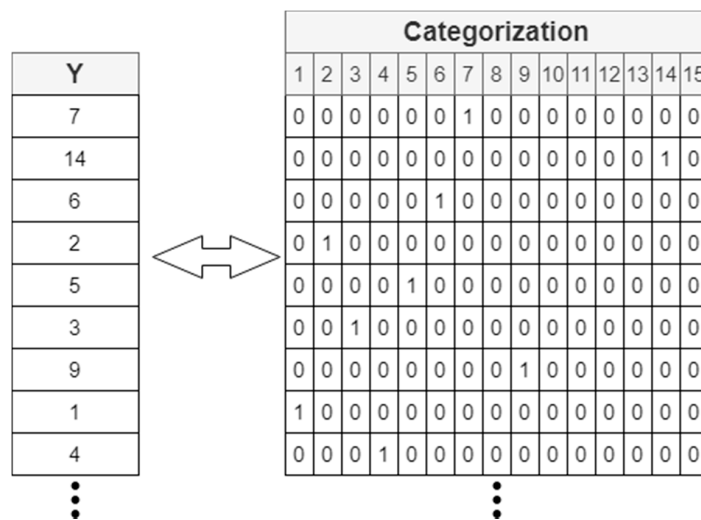 Categorization
Y 1 2 3 4 5 6 7 8 9 10 11 12 13 14 15
7 0 0 0 0 0 0 1 0 0 0 0 0 0 0 0
14 0 0 0 0 0 0 0 0 0 0 0 0 0 1 0
6 0 0 0 0 0 1 0 0 0 0 0 0 0 0 0
2 0 1 0 0 0 0 0 0 0 0 0 0 0 0 0
5 0 0 0 0 1 0 0 0 0 0 0 0 0 0 0
3 0 0 1 0 0 0 0 0 0 0 0 0 0 0 0
9 0 0 0 0 0 0 0 0 1 0 0 0 0 0 0
1 1 0 0 0 0 0 0 0 0 0 0 0 0 0 0
4 0 0 0 1 0 0 0 0 0 0 0 0 0 0 0